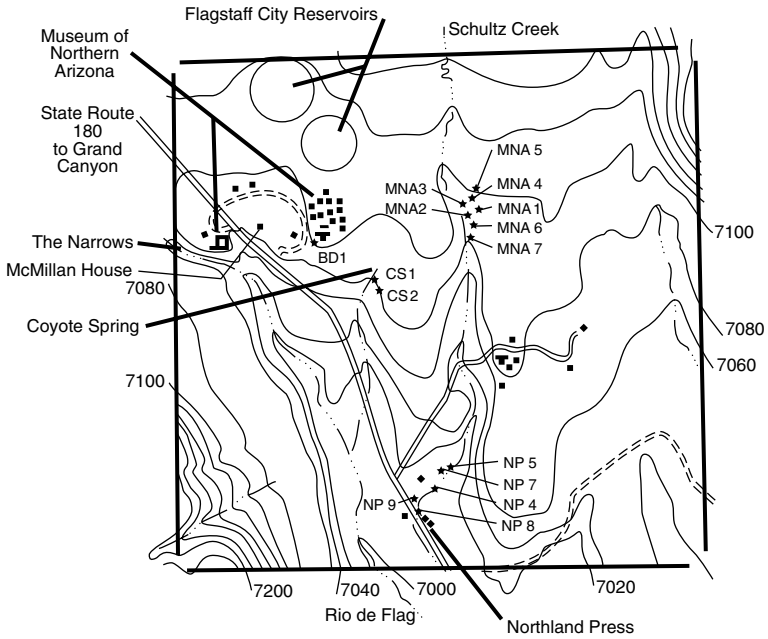 Flagstaff City Reservoirs
Museum of
Northern
Arizona
Schultz Creek
State Route
180
to Grand
Canyon
MNA 5
MNA3
MNA 4
MNA2
MNA 1
MNA 6
MNA 7
7100
The Narrows
BD1
McMillan House
CS1
7080
CS2
Coyote Spring
7080
7060
7100
NP 5
NP 7
NP 9
NP 4
NP 8
7200
7040
7000
7020
Rio de Flag
Northland Press